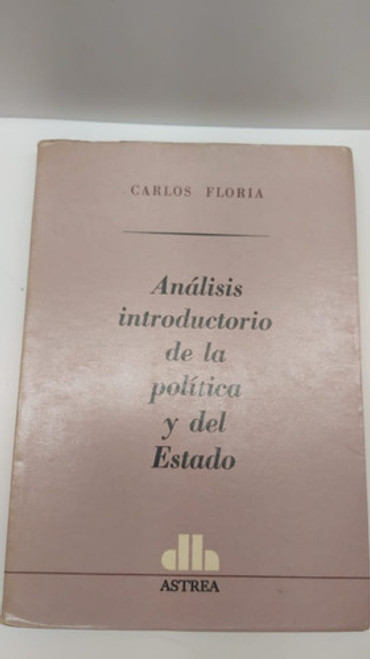 CARLOS FLORIA
Análisis
introductorio
de la
política
y del
Estado
ASTREA